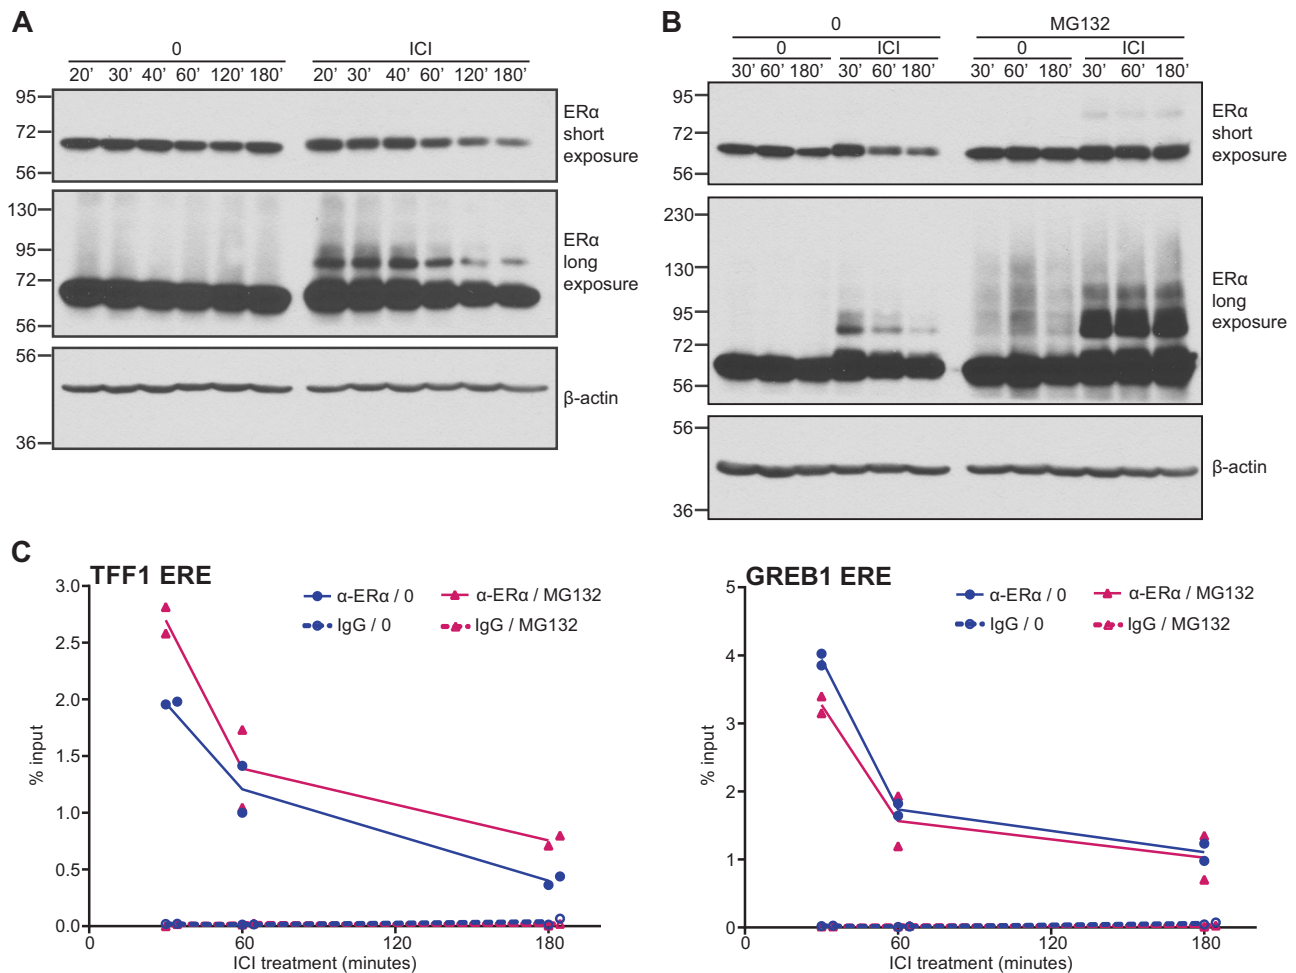 A
0 ICI
20’ 30’ 40’ 60’ 120’ 180’ 20’ 30’ 40’ 60’ 120’ 180’
95
72
56
ERα
short
exposure
130
95
72
56
ERα
long
exposure
56
36
β-actin
B
0 MG132
0 ICI 0 ICI
30’ 60’ 180’ 30’ 60’ 180’ 30’ 60’ 180’ 30’ 60’ 180’
95
72
56
ERα
short
exposure
230
130
95
72
56
ERα
long
exposure
56
36
β-actin
C
TFF1 ERE
α-ERα / 0 α-ERα / MG132
IgG / 0 IgG / MG132
3.0
2.5
2.0
1.5
1.0
0.5
0.0
% input
0 60 120 180
ICI treatment (minutes)
GREB1 ERE
α-ERα / 0 α-ERα / MG132
IgG / 0 IgG / MG132
5
4
3
2
1
0
% input
0 60 120 180
ICI treatment (minutes)